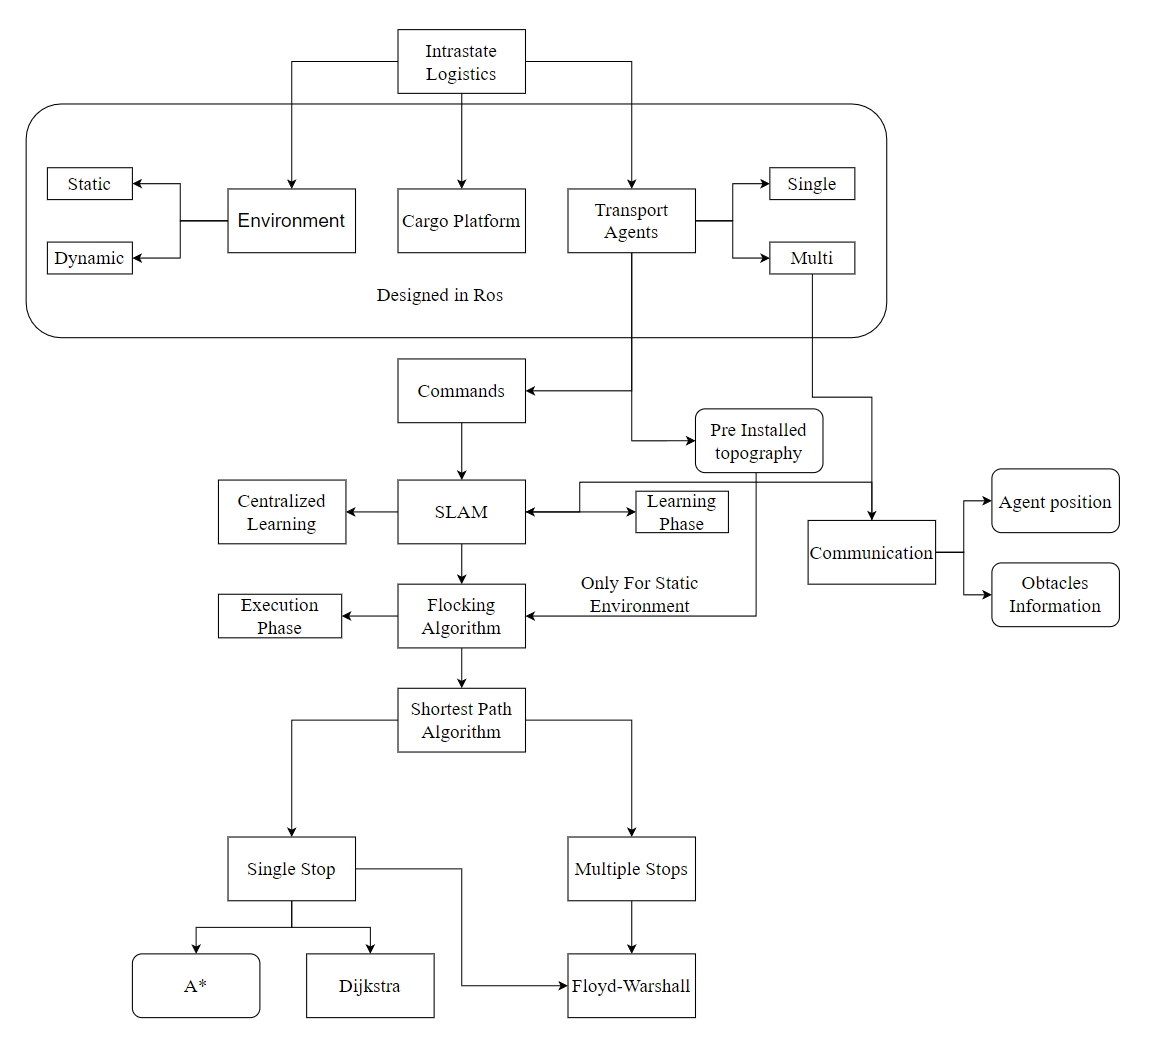 Intrastate
Logistics
Static
Environment
Dynamic
Cargo Platform
Transport
Agents
Single
Multi
Designed in Ros
Commands
Pre Installed
topography
Centralized
Learning
SLAM
Learning
Phase
Communication
Agent position
Obtacles
Information
Execution
Phase
Flocking
Algorithm
Only For Static
Environment
Shortest Path
Algorithm
Single Stop
Multiple Stops
A*
Dijkstra
Floyd-Warshall